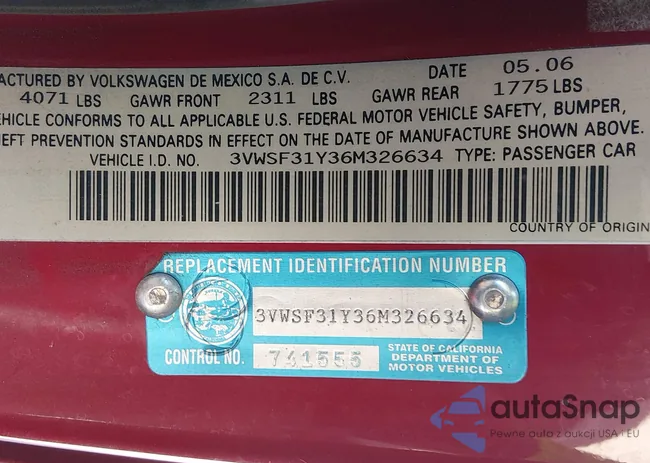 FACTURED BY VOLKSWAGEN DE MEXICO S.A. DE C.V. DATE 05.06
4071 LBS GAWR FRONT 2311 LBS GAWR REAR 1775 LBS
VEHICLE CONFORMS TO ALL APPLICABLE U.S. FEDERAL MOTOR VEHICLE SAFETY, BUMPER,
HEFT PREVENTION STANDARDS IN EFFECT ON THE DATE OF MANUFACTURE SHOWN ABOVE.
VEHICLE I.D. NO. 3VWSF31Y36M326634 TYPE: PASSENGER CAR
COUNTRY OF ORIGIN
REPLACEMENT IDENTIFICATION NUMBER
3VWSF31Y36M326634
CONTROL NO. 741555
STATE OF CALIFORNIA
DEPARTMENT OF
MOTOR VEHICLES
autaSnap
Pewne auta z aukcji USA i EU